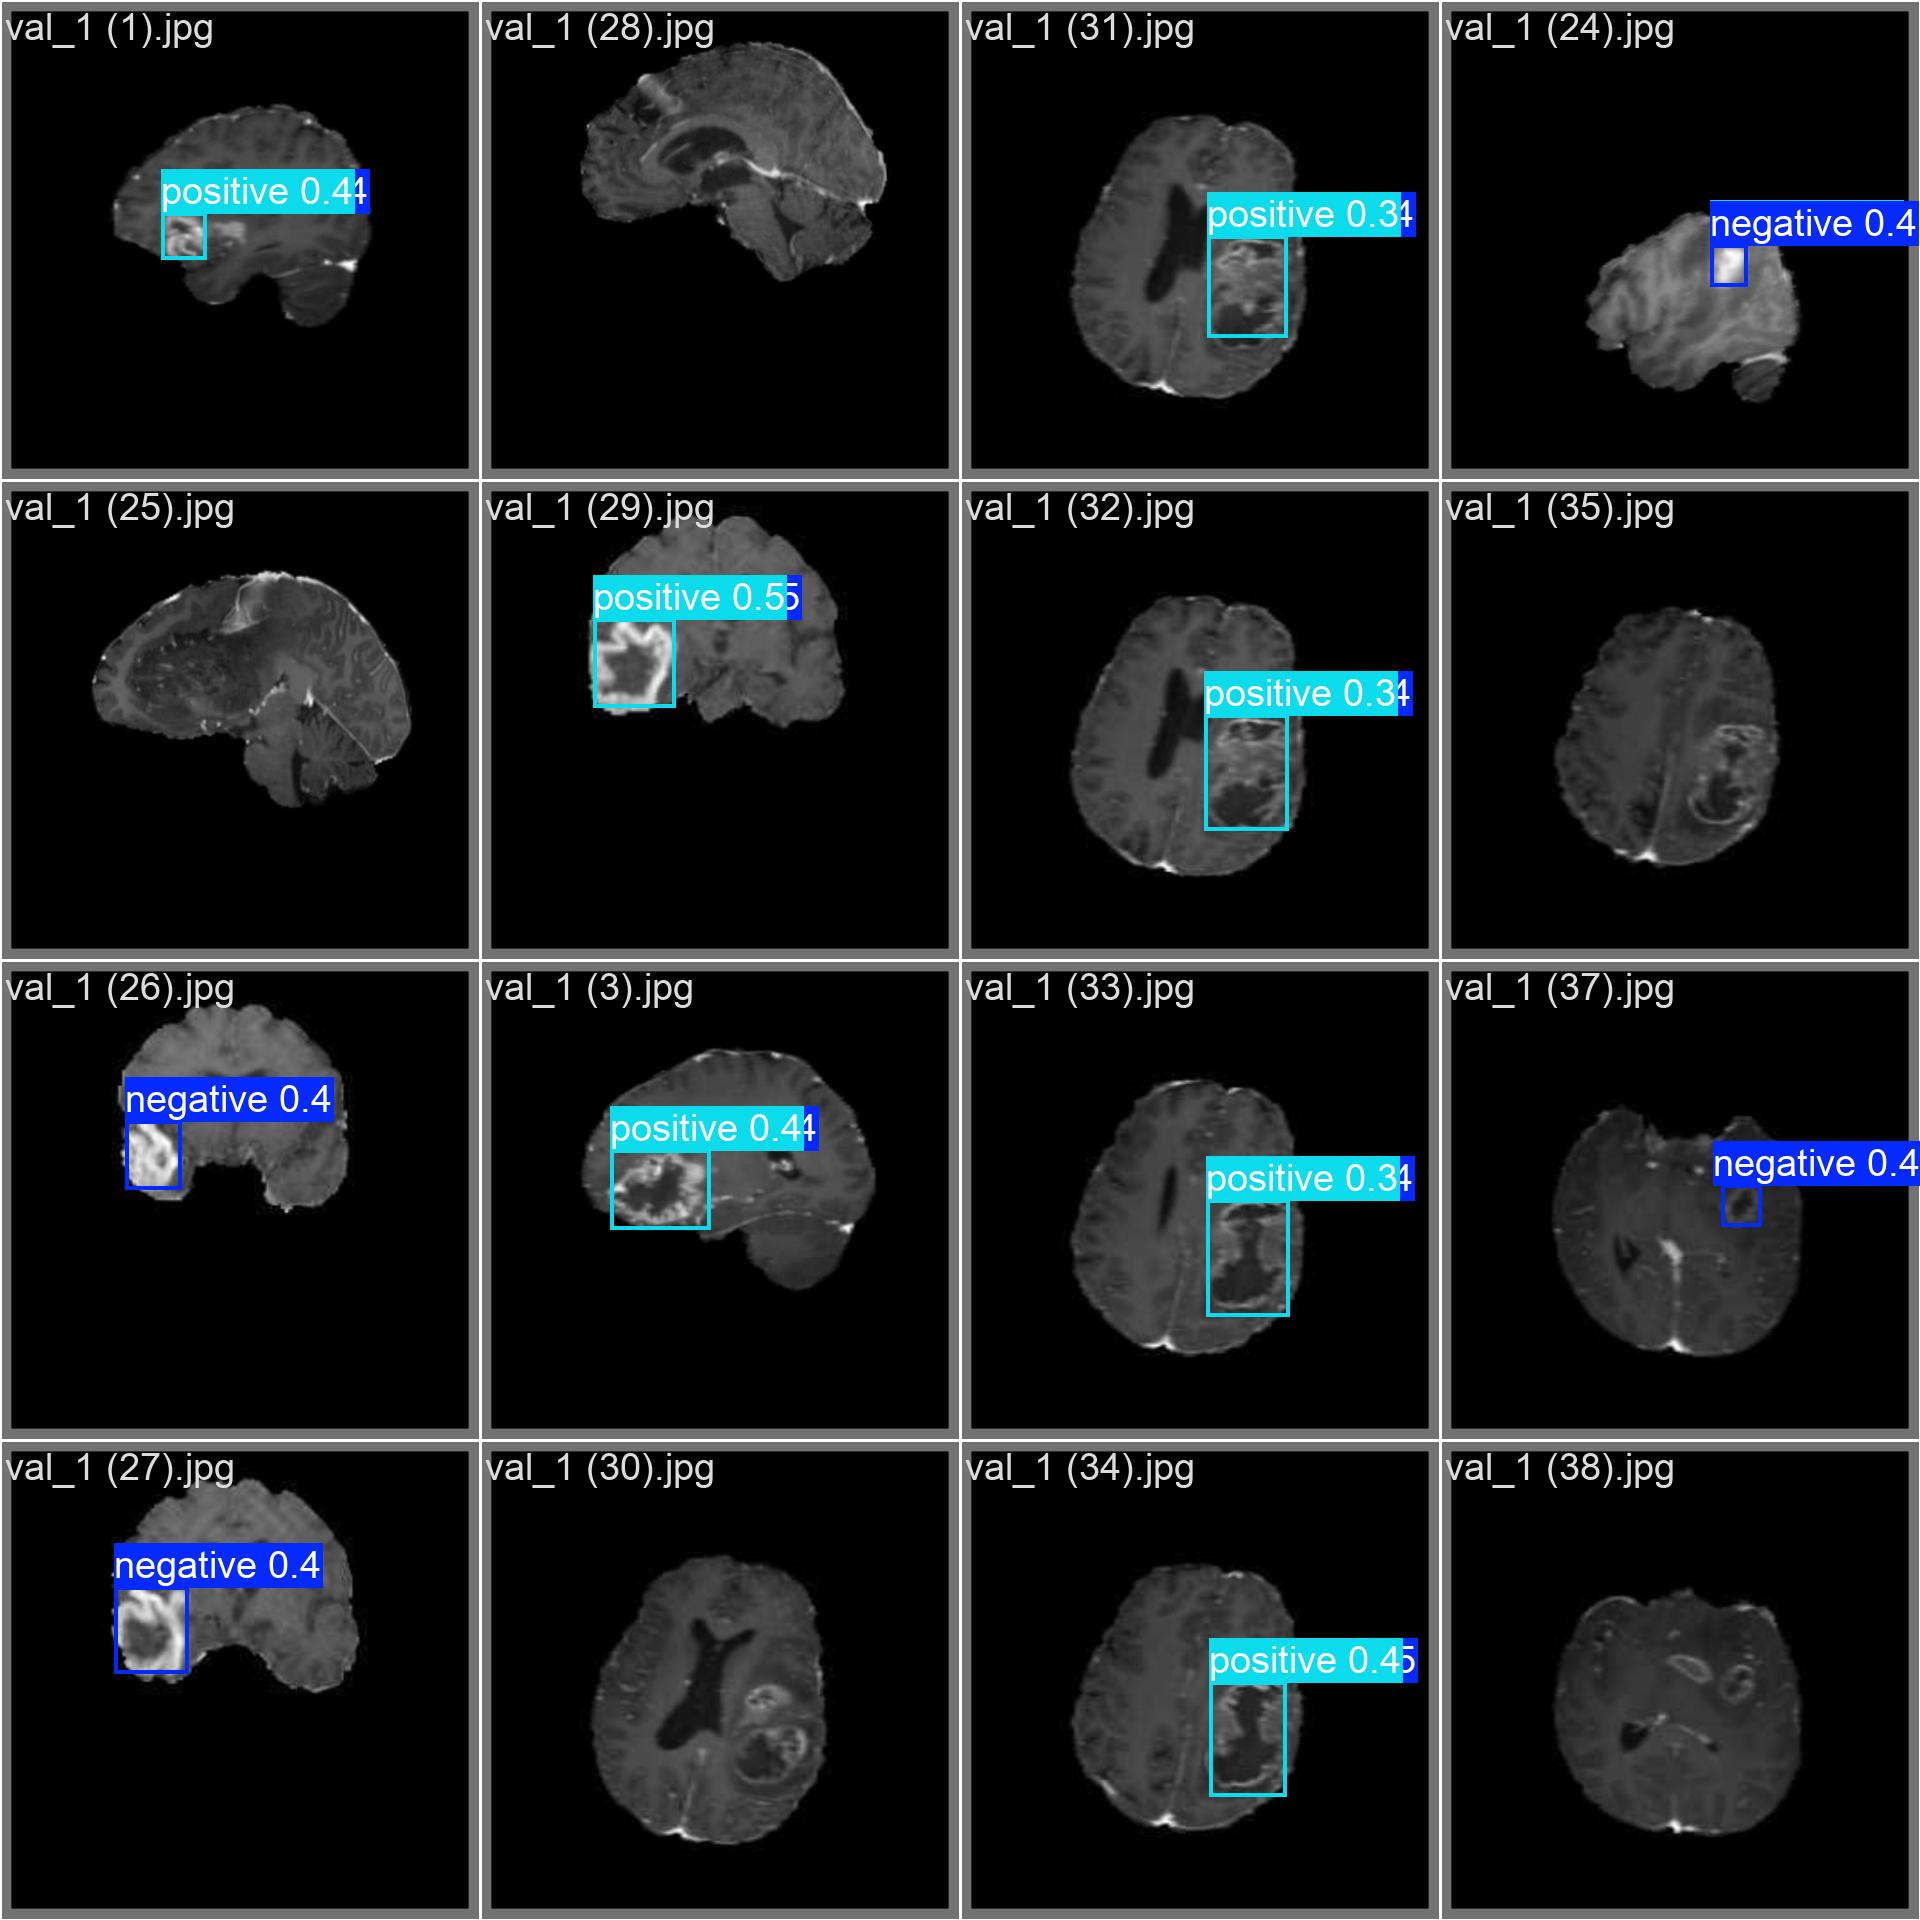 val_1 (1).jpg
positive 0.44
val_1 (28).jpg
val_1 (31).jpg
positive 0.34
val_1 (24).jpg
negative 0.4
val_1 (25).jpg
val_1 (29).jpg
positive 0.55
val_1 (32).jpg
positive 0.34
val_1 (35).jpg
val_1 (26).jpg
negative 0.4
val_1 (3).jpg
positive 0.44
val_1 (33).jpg
positive 0.34
val_1 (37).jpg
negative 0.4
val_1 (27).jpg
negative 0.4
val_1 (30).jpg
val_1 (34).jpg
positive 0.45
val_1 (38).jpg